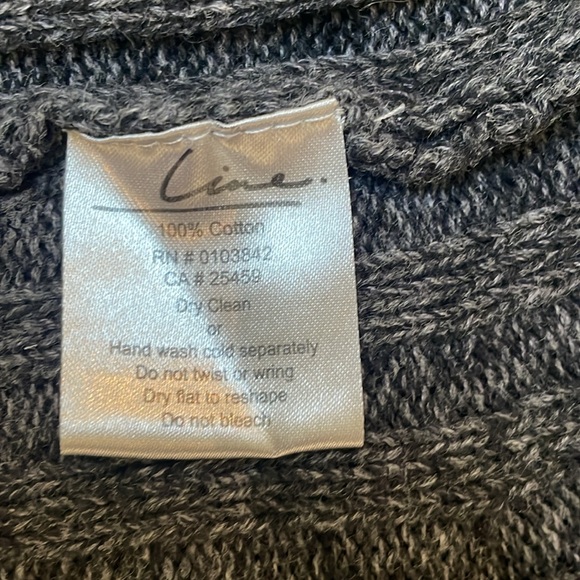 Line.
100% Cotton
RN # 0103842
CA # 25459
Dry Clean
or
Hand wash cold separately
Do not twist or wring
Dry flat to reshape
Do not bleach